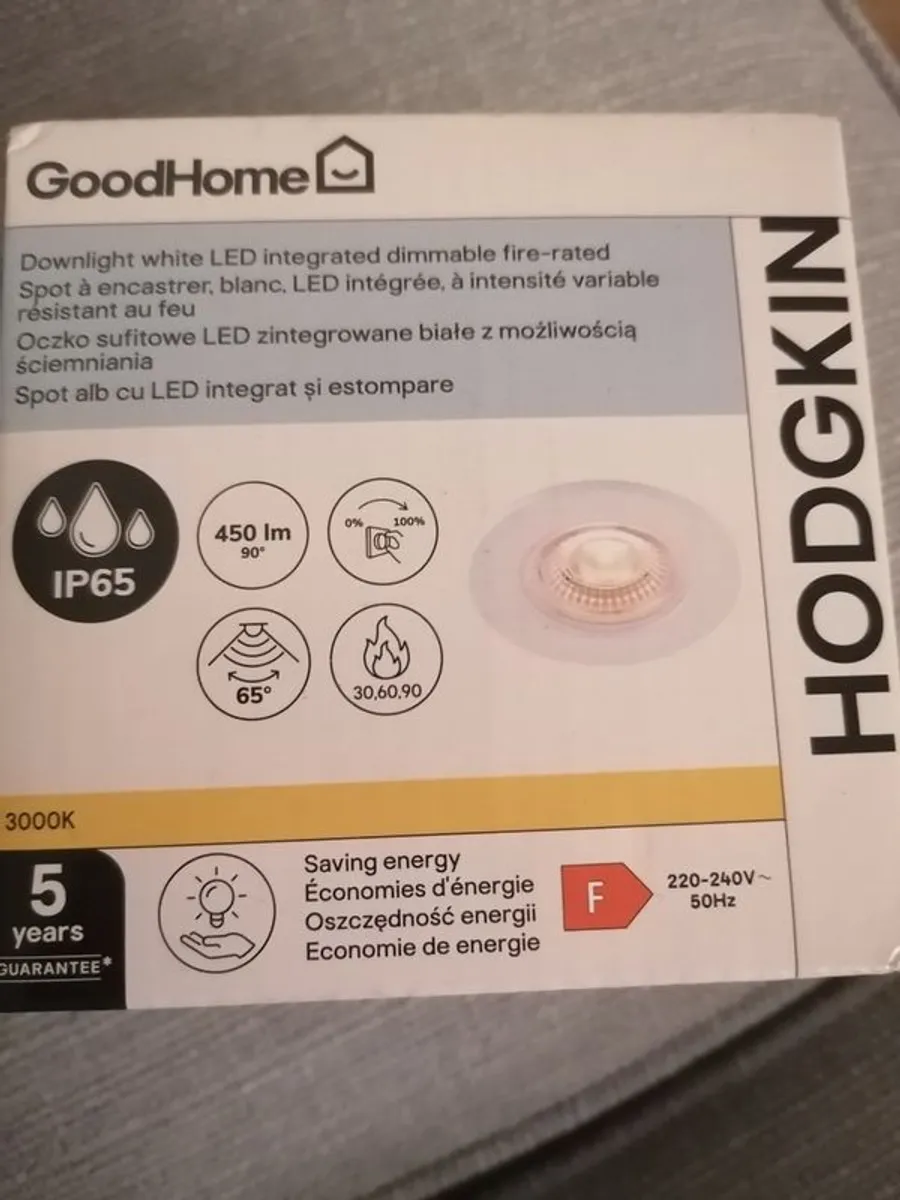 GoodHome
Downlight white LED integrated dimmable fire-rated
Spot à encastrer, blanc, LED intégrée, à intensité variable
résistant au feu
Oczko sufitowe LED zintegrowane białe z możliwością
ściemniania
Spot alb cu LED integrat și estompare
HODGKIN
IP65
450 lm
90°
0% 100%
65°
30,60,90
3000K
5
years
GUARANTEE*
Saving energy
Économies d'énergie
Oszczędność energii
Economie de energie
F
220-240V~
50Hz